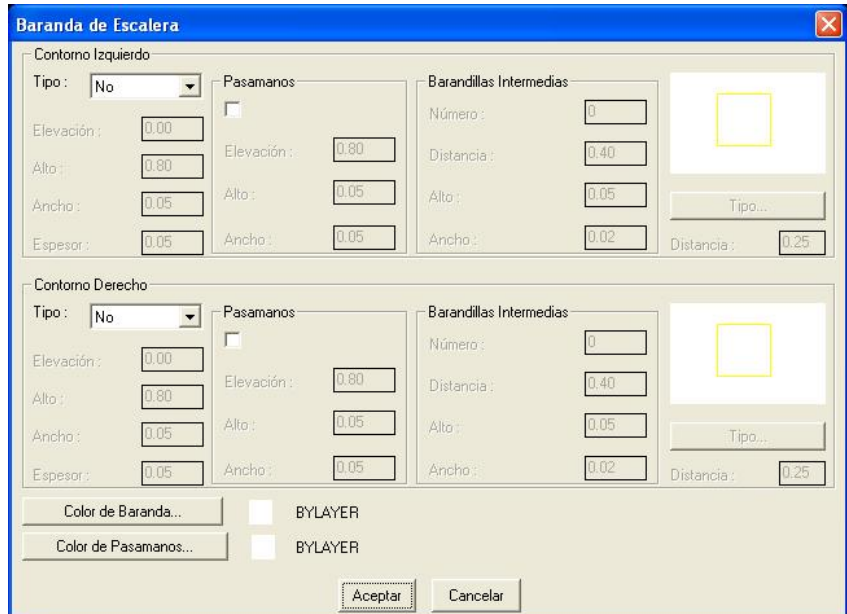 Baranda de Escalera
Contorno Izquierdo
Tipo : No
Elevación : 0.00
Alto : 0.80
Ancho : 0.05
Espesor : 0.05
Pasamanos
Elevación : 0.80
Alto : 0.05
Ancho : 0.05
Barandillas Intermedias
Número : 0
Distancia : 0.40
Alto : 0.05
Ancho : 0.02
Tipo...
Distancia : 0.25
Contorno Derecho
Tipo : No
Elevación : 0.00
Alto : 0.80
Ancho : 0.05
Espesor : 0.05
Pasamanos
Elevación : 0.80
Alto : 0.05
Ancho : 0.05
Barandillas Intermedias
Número : 0
Distancia : 0.40
Alto : 0.05
Ancho : 0.02
Tipo...
Distancia : 0.25
Color de Baranda... BYLAYER
Color de Pasamanos... BYLAYER
Aceptar Cancelar